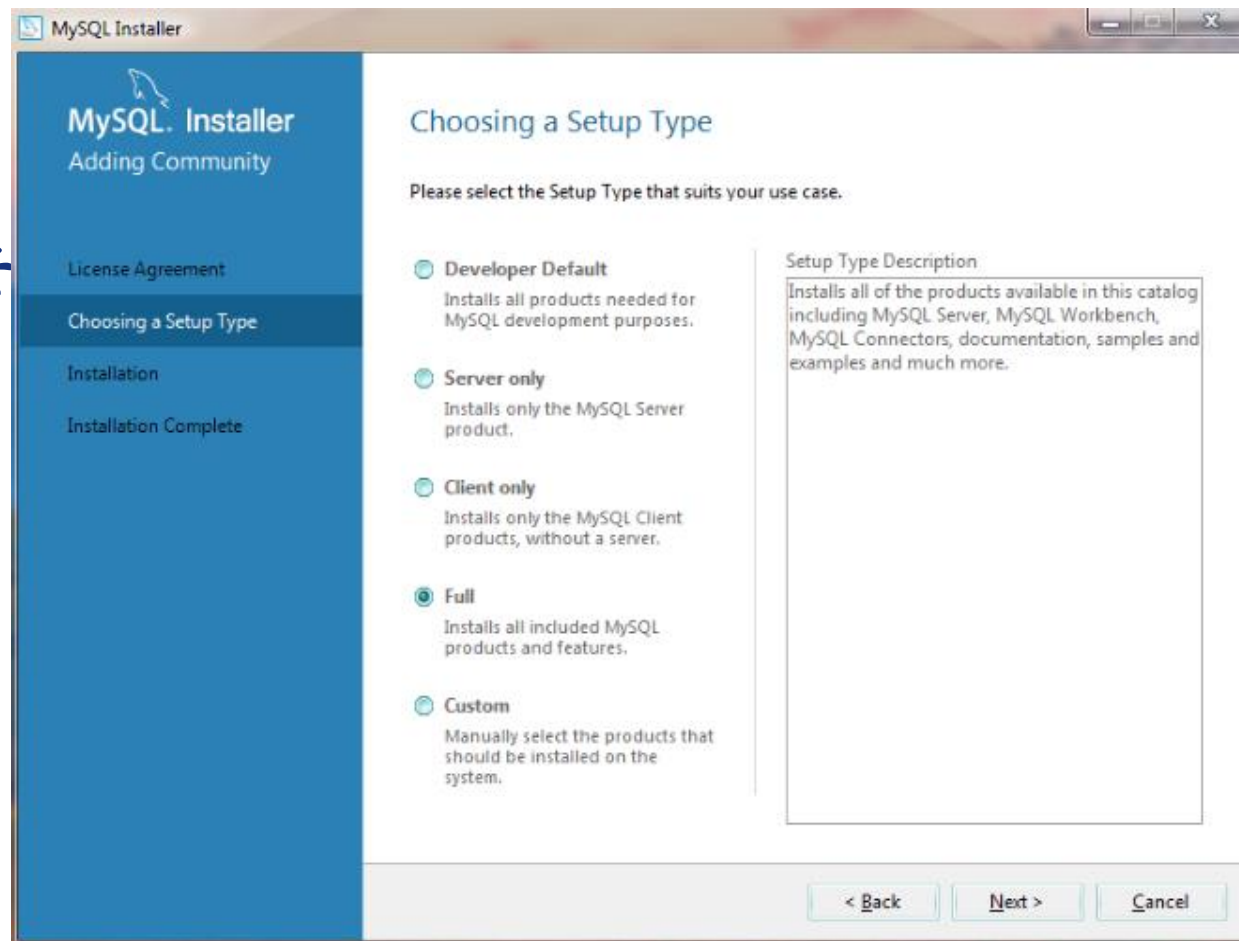 MySQL Installer
MySQL. Installer
Adding Community
License Agreement
Choosing a Setup Type
Installation
Installation Complete
Choosing a Setup Type
Please select the Setup Type that suits your use case.
Developer Default
Installs all products needed for
MySQL development purposes.
Server only
Installs only the MySQL Server
product.
Client only
Installs only the MySQL Client
products, without a server.
Full
Installs all included MySQL
products and features.
Custom
Manually select the products that
should be installed on the
system.
Setup Type Description
Installs all of the products available in this catalog
including MySQL Server, MySQL Workbench,
MySQL Connectors, documentation, samples and
examples and much more.
< Back
Next >
Cancel